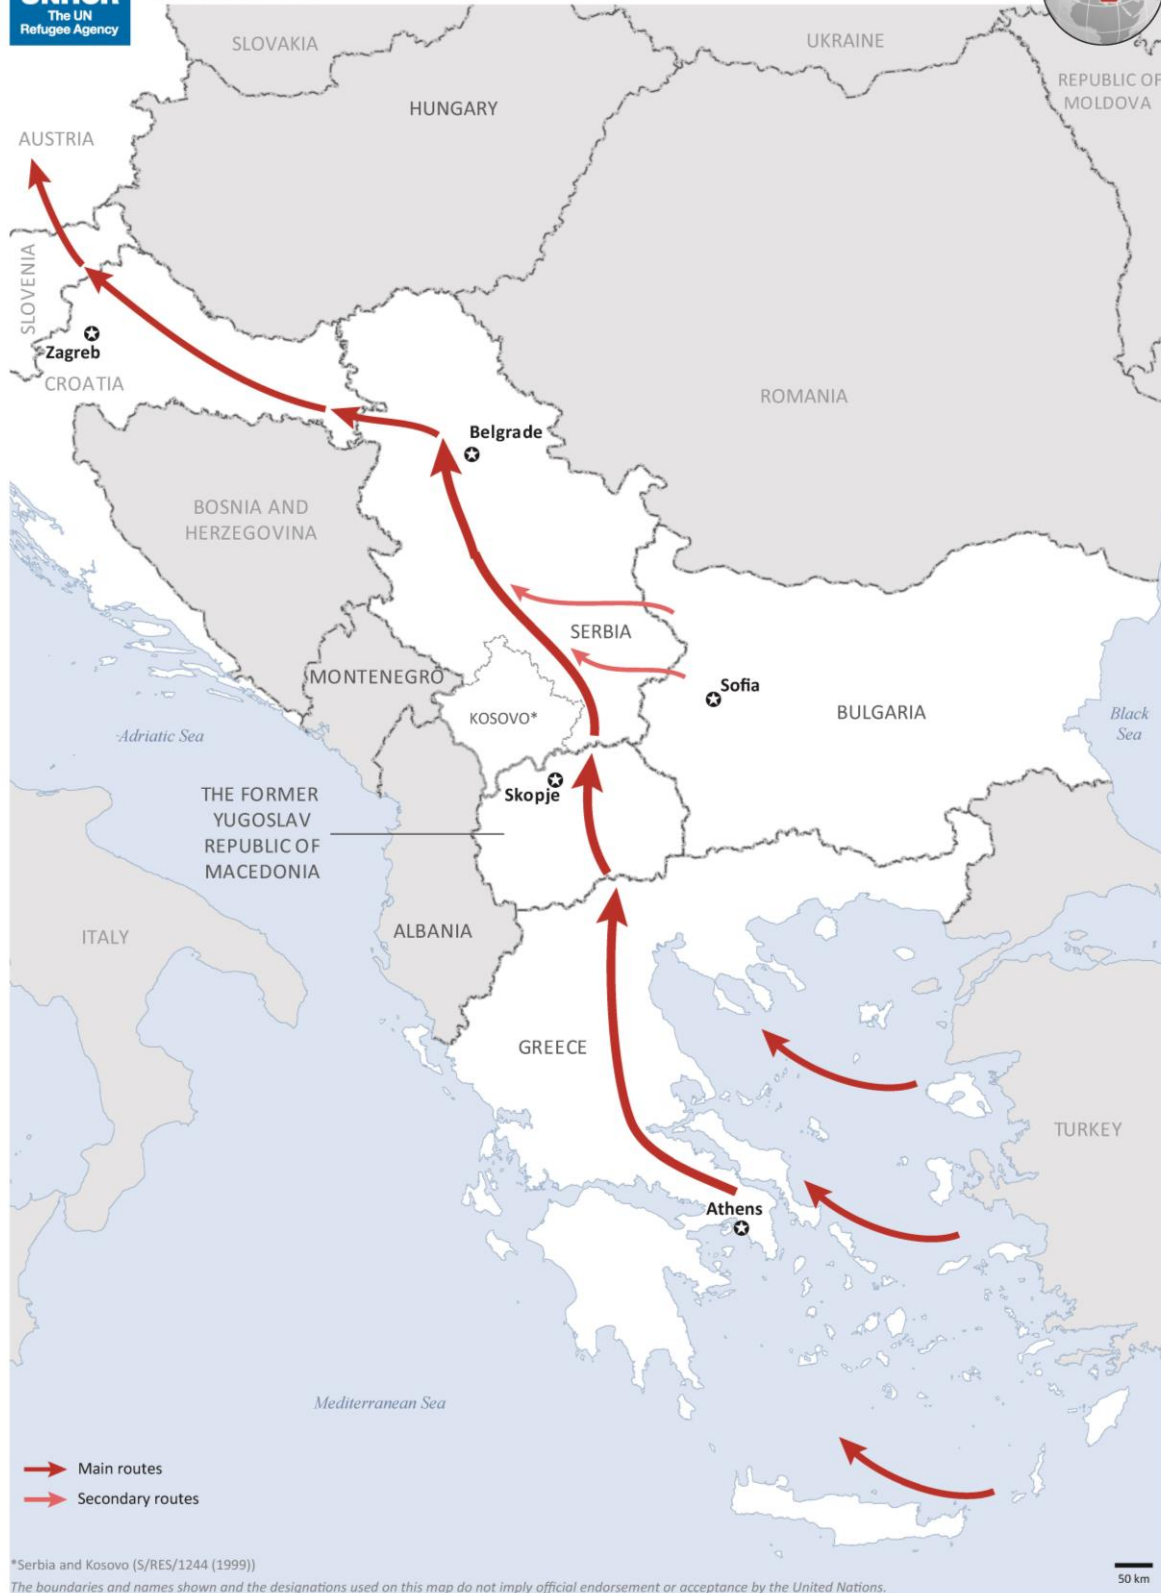 The UN
Refugee Agency
SLOVAKIA
UKRAINE
REPUBLIC OF
MOLDOVA
HUNGARY
AUSTRIA
SLOVENIA
Zagreb
CROATIA
ROMANIA
Belgrade
BOSNIA AND
HERZEGOVINA
SERBIA
MONTENEGRO
Sofia
KOSOVO*
BULGARIA
Black
Sea
Adriatic Sea
Skopje
THE FORMER
YUGOSLAV
REPUBLIC OF
MACEDONIA
ITALY
ALBANIA
GREECE
TURKEY
Athens
Mediterranean Sea
Main routes
Secondary routes
*Serbia and Kosovo (S/RES/1244 (1999))
50 km
The boundaries and names shown and the designations used on this map do not imply official endorsement or acceptance by the United Nations.